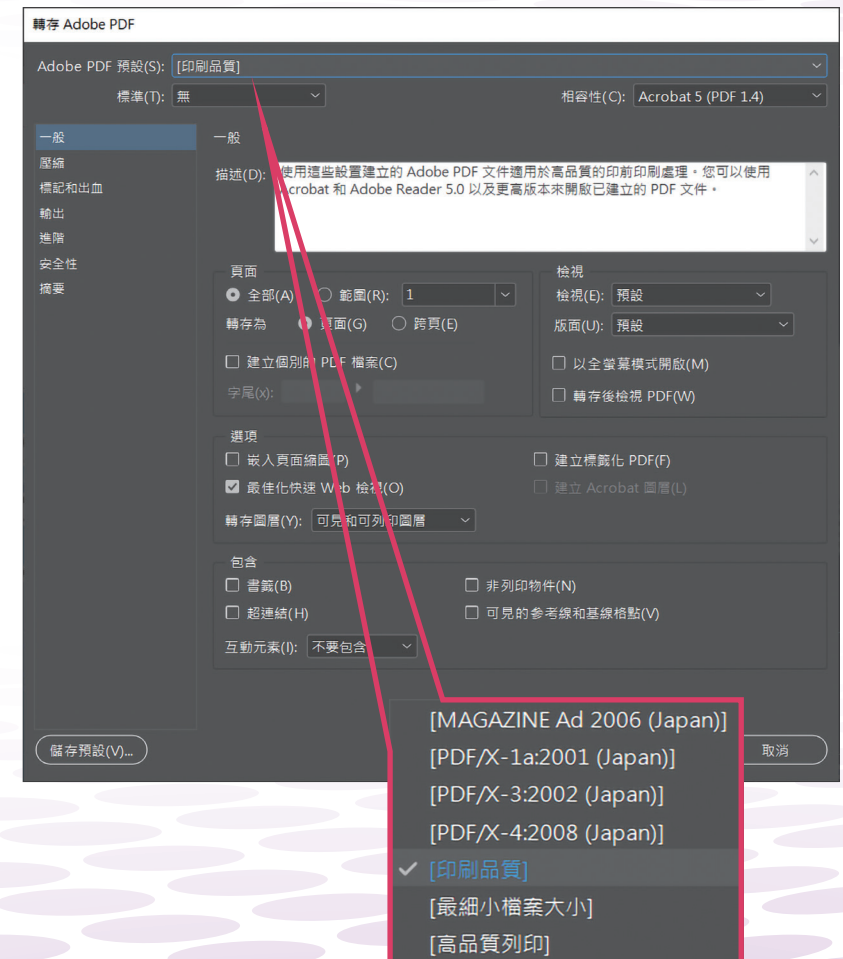 轉存 Adobe PDF
Adobe PDF 預設(S): [印刷品質]
標準(T): 無 相容性(C): Acrobat 5 (PDF 1.4)
一般
壓縮
標記和出血
輸出
進階
安全性
摘要
一般
描述(D): 使用這些設置建立的 Adobe PDF 文件適用於高品質的印前印刷處理。您可以使用
Acrobat 和 Adobe Reader 5.0 以及更高版本來開啟已建立的 PDF 文件。
頁面
全部(A) 範圍(R): 1
轉存為 頁面(G) 跨頁(E)
建立個別的 PDF 檔案(C)
字尾(x):
檢視
檢視(E): 預設
版面(U): 預設
以全螢幕模式開啟(M)
轉存後檢視 PDF(W)
選項
嵌入頁面縮圖(P) 建立標籤化 PDF(F)
最佳化快速 Web 檢視(O) 建立 Acrobat 圖層(L)
轉存圖層(Y): 可見和可列印圖層
包含
書籤(B) 非列印物件(N)
超連結(H) 可見的參考線和基線格點(V)
互動元素(I): 不要包含
儲存預設(V)... 取消
[MAGAZINE Ad 2006 (Japan)]
[PDF/X-1a:2001 (Japan)]
[PDF/X-3:2002 (Japan)]
[PDF/X-4:2008 (Japan)]
[印刷品質]
[最細小檔案大小]
[高品質列印]